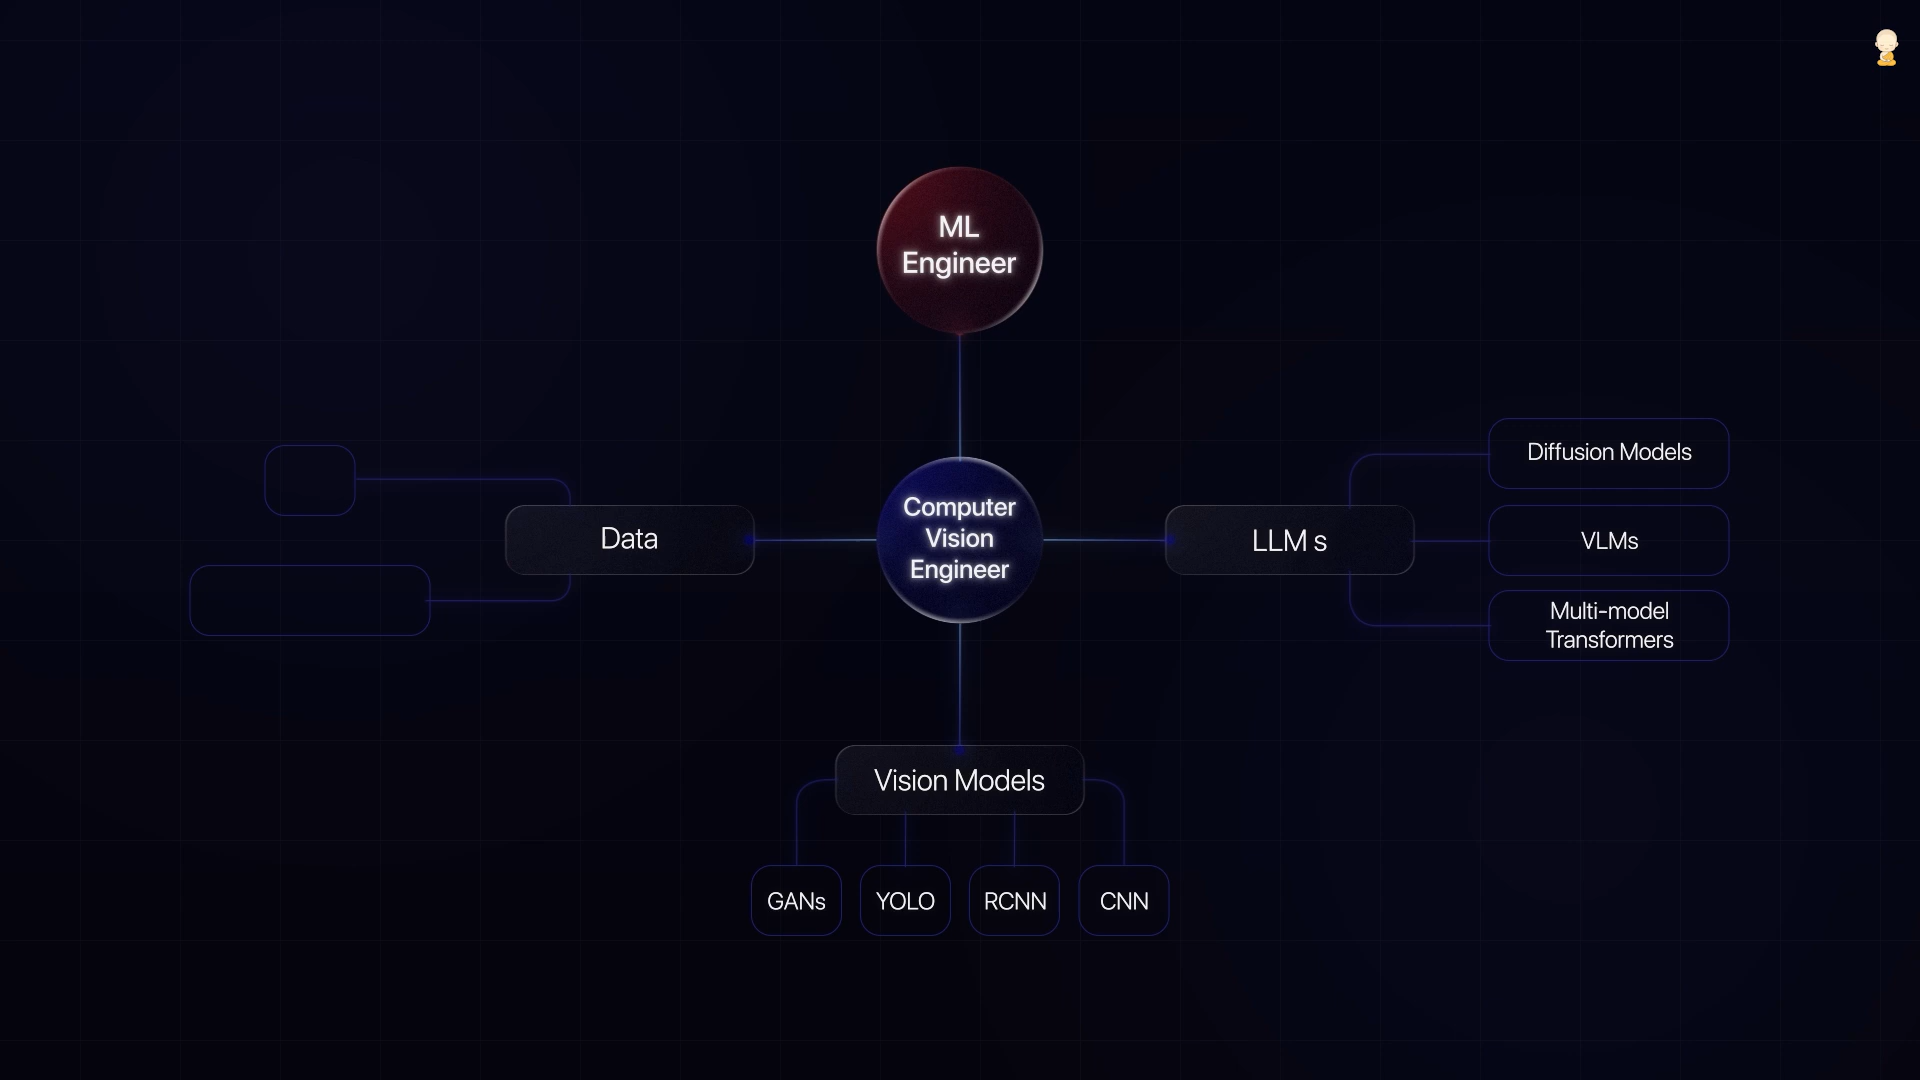 ML
Engineer
Computer
Vision
Engineer
Data
LLM s
Diffusion Models
VLMs
Multi-model
Transformers
Vision Models
GANs
YOLO
RCNN
CNN